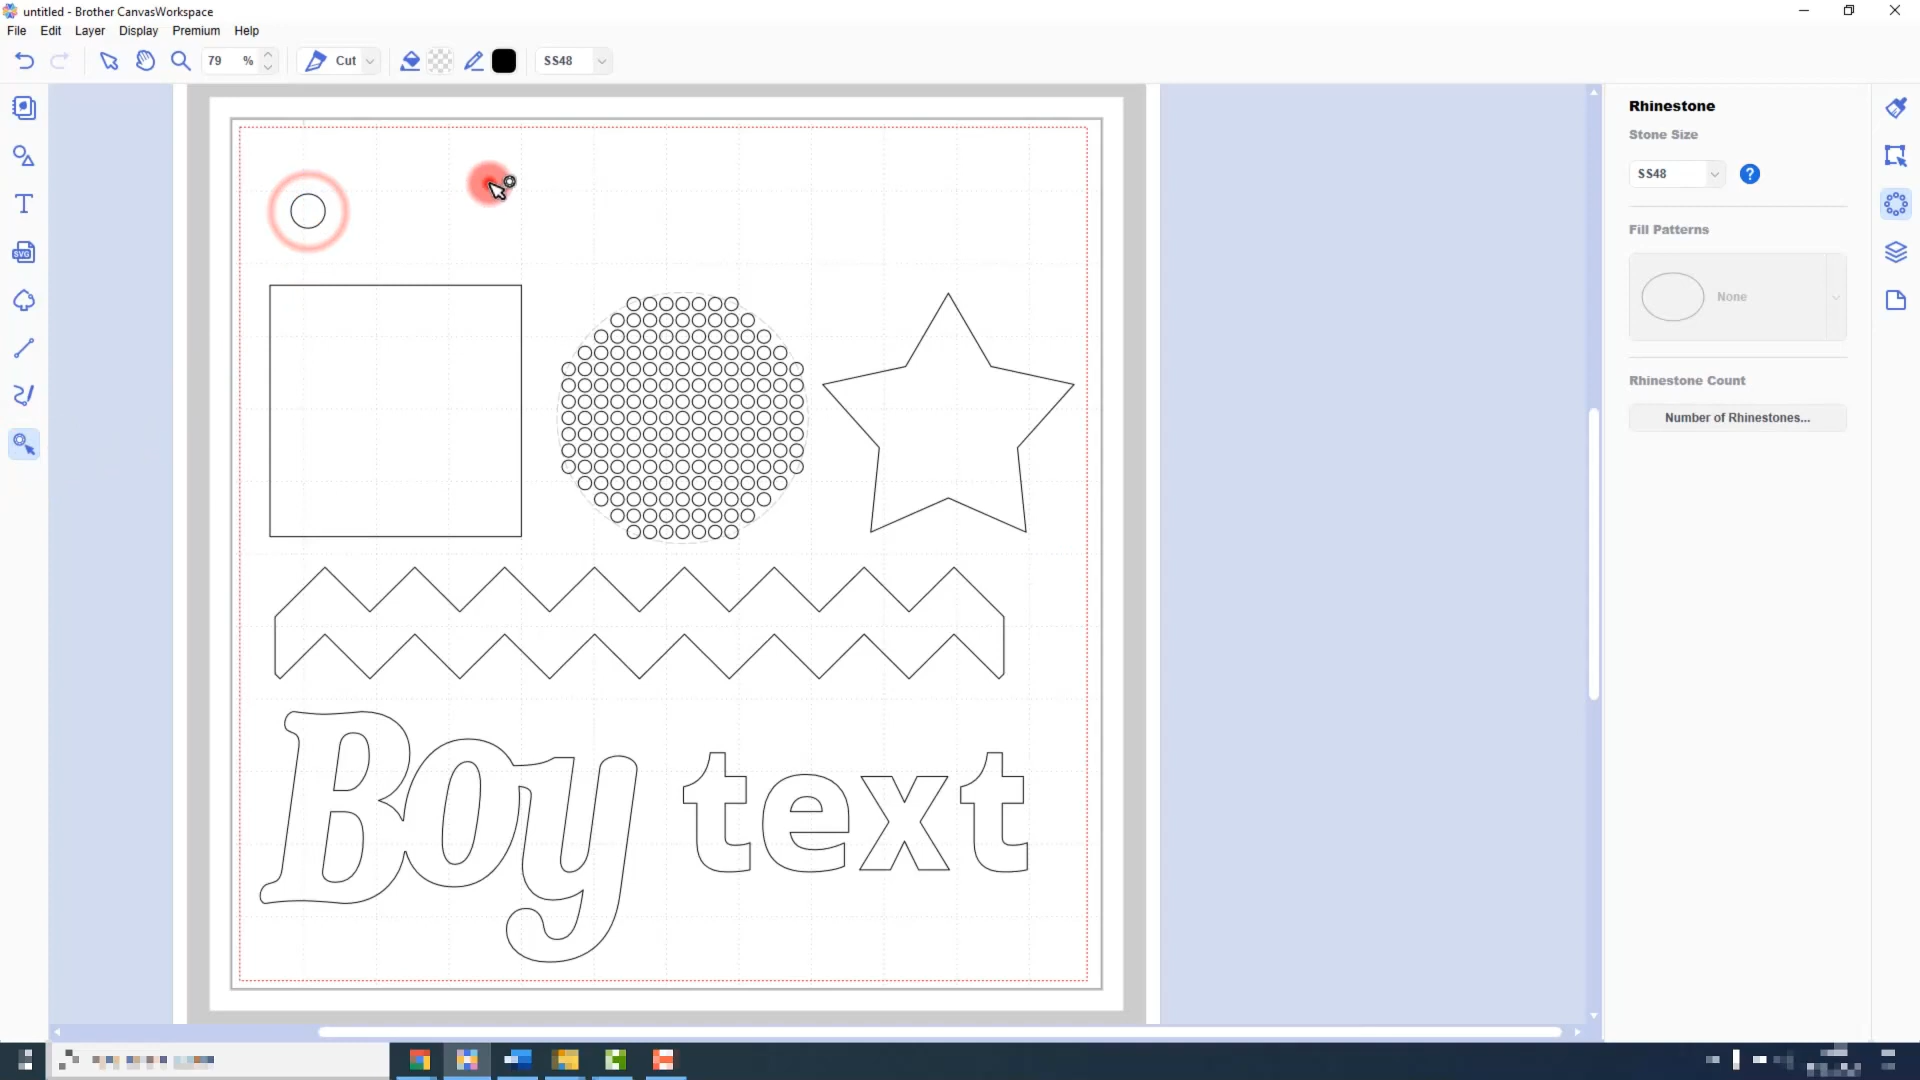 untitled - Brother CanvasWorkspace
File Edit Layer Display Premium Help
79 % Cut SS48
SVG
Rhinestone
Stone Size
SS48 ?
Fill Patterns
None
Rhinestone Count
Number of Rhinestones...
Boy text